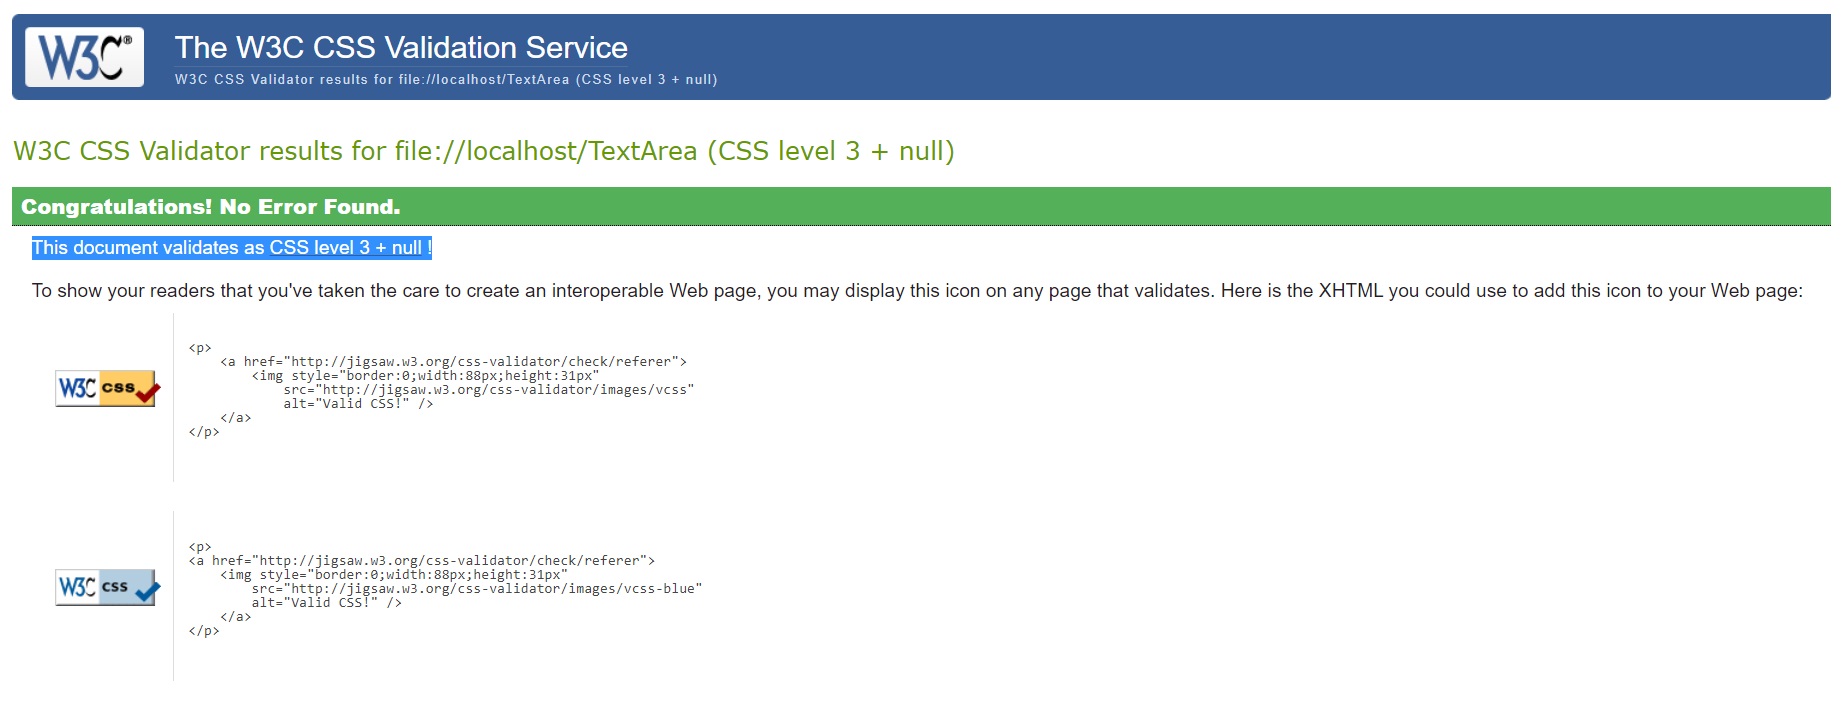 W3C®
The W3C CSS Validation Service
W3C CSS Validator results for file://localhost/TextArea (CSS level 3 + null)
W3C CSS Validator results for file://localhost/TextArea (CSS level 3 + null)
Congratulations! No Error Found.
This document validates as CSS level 3 + null !
To show your readers that you've taken the care to create an interoperable Web page, you may display this icon on any page that validates. Here is the XHTML you could use to add this icon to your Web page:
W3C css
<p>
<a href="http://jigsaw.w3.org/css-validator/check/referer">
<img style="border:0;width:88px;height:31px"
src="http://jigsaw.w3.org/css-validator/images/vcss"
alt="Valid CSS!" />
</a>
</p>
W3C css
<p>
<a href="http://jigsaw.w3.org/css-validator/check/referer">
<img style="border:0;width:88px;height:31px"
src="http://jigsaw.w3.org/css-validator/images/vcss-blue"
alt="Valid CSS!" />
</a>
</p>